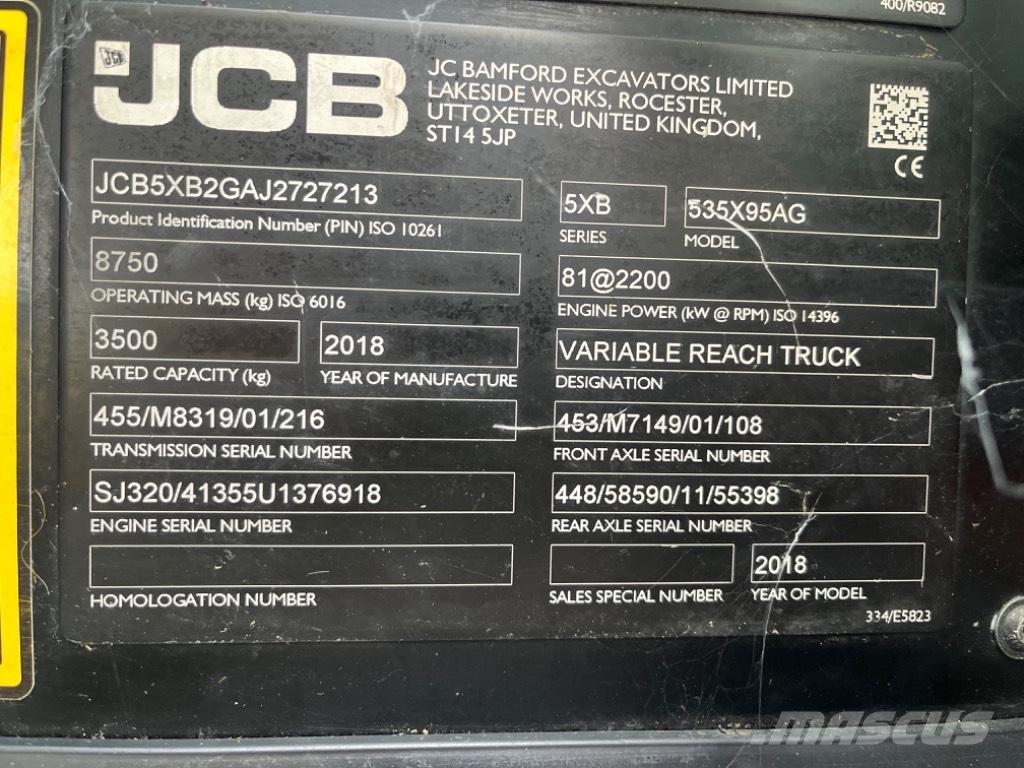 400/R9082
JCB JCB
JC BAMFORD EXCAVATORS LIMITED
LAKESIDE WORKS, ROCESTER,
UTTOXETER, UNITED KINGDOM,
ST14 5JP
CE
JCB5XB2GAJ2727213
Product Identification Number (PIN) ISO 10261
5XB
SERIES
535X95AG
MODEL
8750
OPERATING MASS (kg) ISO 6016
81@2200
ENGINE POWER (kW @ RPM) ISO 14396
3500
RATED CAPACITY (kg)
2018
YEAR OF MANUFACTURE
VARIABLE REACH TRUCK
DESIGNATION
455/M8319/01/216
TRANSMISSION SERIAL NUMBER
453/M7149/01/108
FRONT AXLE SERIAL NUMBER
SJ320/41355U1376918
ENGINE SERIAL NUMBER
448/58590/11/55398
REAR AXLE SERIAL NUMBER
HOMOLOGATION NUMBER
SALES SPECIAL NUMBER
2018
YEAR OF MODEL
334/E5823
MASCUS